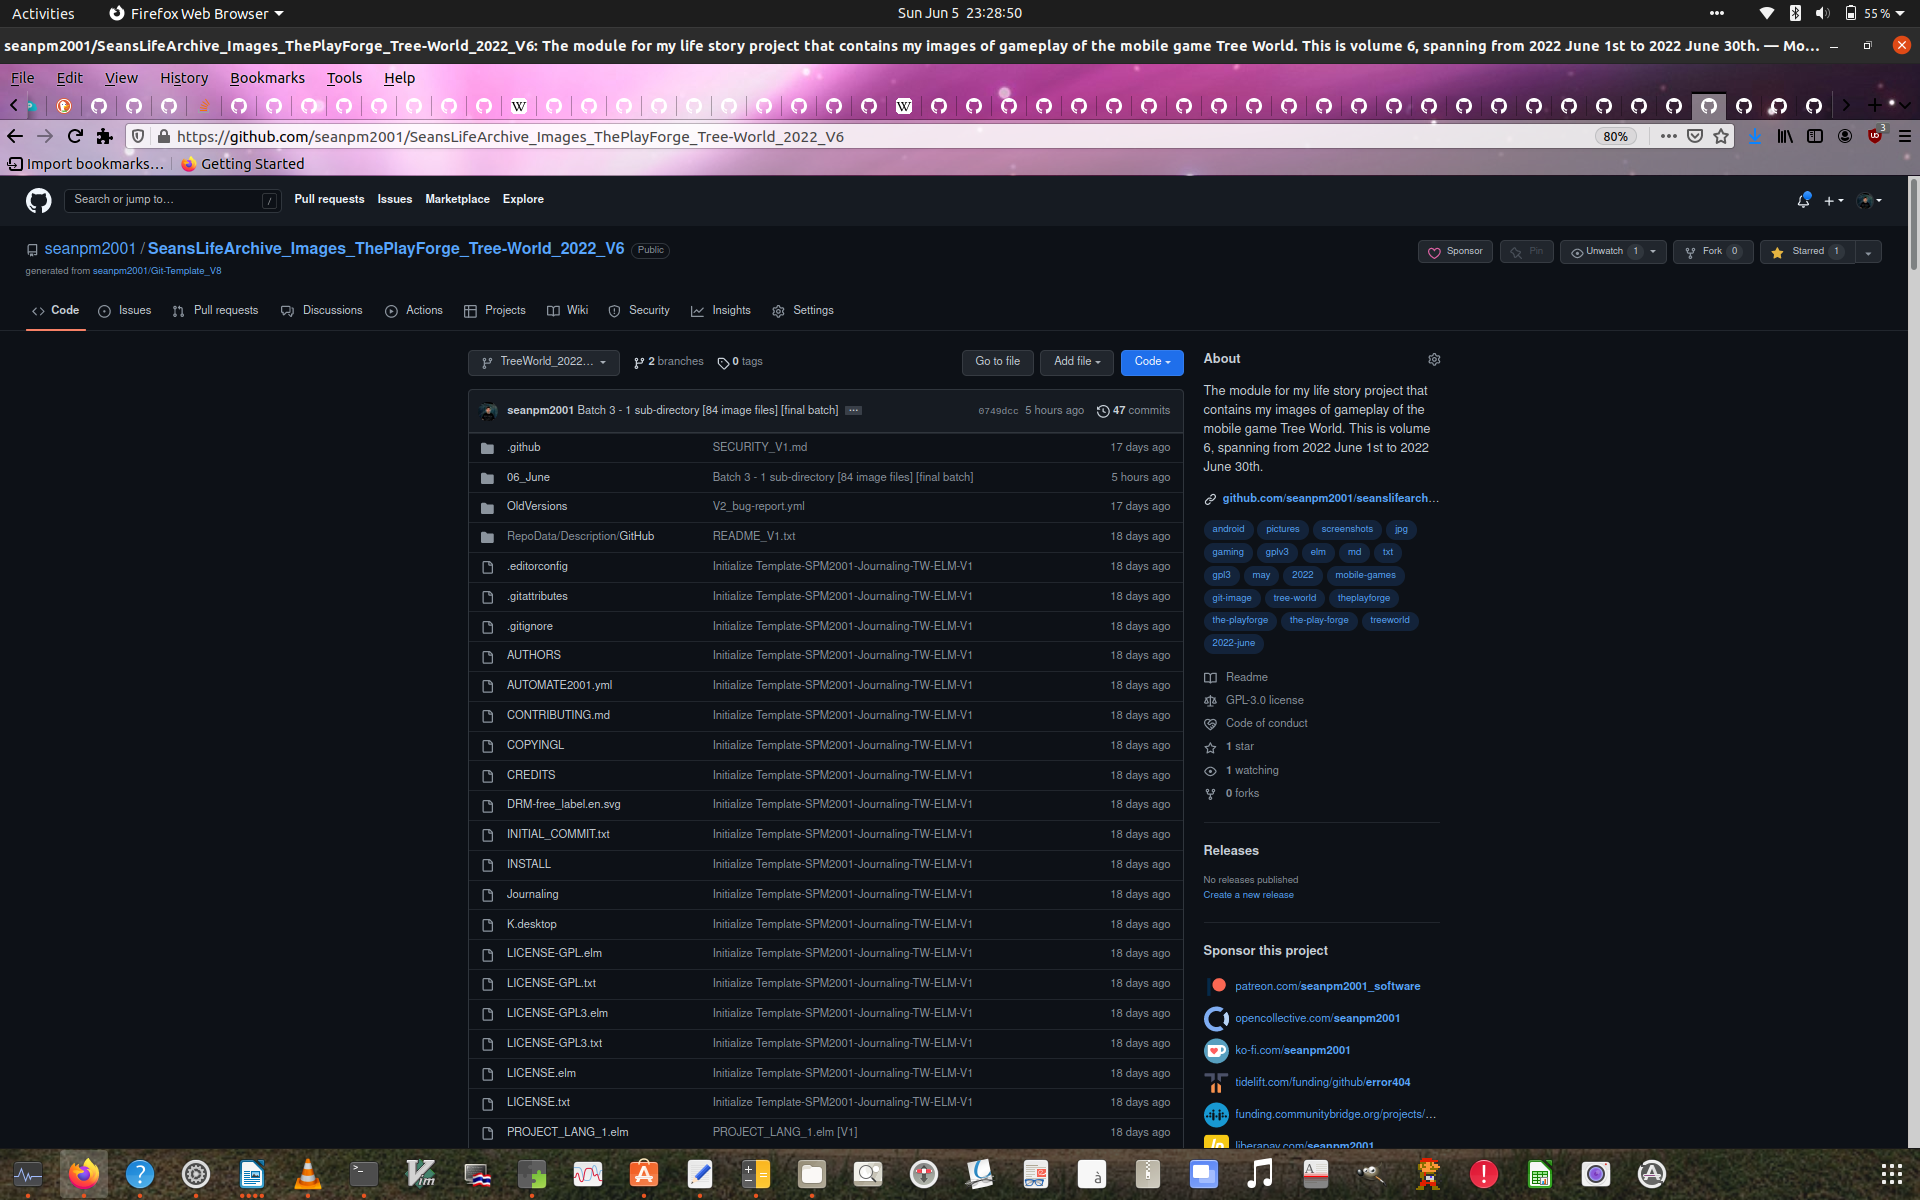 Activities
Firefox Web Browser
Sun Jun 5 23:28:50
55 %
seanpm2001/SeansLifeArchive_Images_ThePlayForge_Tree-World_2022_V6: The module for my life story project that contains my images of gameplay of the mobile game Tree World. This is volume 6, spanning from 2022 June 1st to 2022 June 30th. — Mo...
File Edit View History Bookmarks Tools Help
https://github.com/seanpm2001/SeansLifeArchive_Images_ThePlayForge_Tree-World_2022_V6
80%
3
Import bookmarks... Getting Started
Search or jump to... /
Pull requests Issues Marketplace Explore
seanpm2001 / SeansLifeArchive_Images_ThePlayForge_Tree-World_2022_V6 Public
Sponsor Pin Unwatch 1 Fork 0 Starred 1
generated from seanpm2001/Git-Template_V8
Code Issues Pull requests Discussions Actions Projects Wiki Security Insights Settings
TreeWorld_2022... 2 branches 0 tags Go to file Add file Code
seanpm2001 Batch 3 - 1 sub-directory [84 image files] [final batch] ... 0749dcc 5 hours ago 47 commits
.github SECURITY_V1.md 17 days ago
06_June Batch 3 - 1 sub-directory [84 image files] [final batch] 5 hours ago
OldVersions V2_bug-report.yml 17 days ago
RepoData/Description/GitHub README_V1.txt 18 days ago
.editorconfig Initialize Template-SPM2001-Journaling-TW-ELM-V1 18 days ago
.gitattributes Initialize Template-SPM2001-Journaling-TW-ELM-V1 18 days ago
.gitignore Initialize Template-SPM2001-Journaling-TW-ELM-V1 18 days ago
AUTHORS Initialize Template-SPM2001-Journaling-TW-ELM-V1 18 days ago
AUTOMATE2001.yml Initialize Template-SPM2001-Journaling-TW-ELM-V1 18 days ago
CONTRIBUTING.md Initialize Template-SPM2001-Journaling-TW-ELM-V1 18 days ago
COPYINGL Initialize Template-SPM2001-Journaling-TW-ELM-V1 18 days ago
CREDITS Initialize Template-SPM2001-Journaling-TW-ELM-V1 18 days ago
DRM-free_label.en.svg Initialize Template-SPM2001-Journaling-TW-ELM-V1 18 days ago
INITIAL_COMMIT.txt Initialize Template-SPM2001-Journaling-TW-ELM-V1 18 days ago
INSTALL Initialize Template-SPM2001-Journaling-TW-ELM-V1 18 days ago
Journaling Initialize Template-SPM2001-Journaling-TW-ELM-V1 18 days ago
K.desktop Initialize Template-SPM2001-Journaling-TW-ELM-V1 18 days ago
LICENSE-GPL.elm Initialize Template-SPM2001-Journaling-TW-ELM-V1 18 days ago
LICENSE-GPL.txt Initialize Template-SPM2001-Journaling-TW-ELM-V1 18 days ago
LICENSE-GPL3.elm Initialize Template-SPM2001-Journaling-TW-ELM-V1 18 days ago
LICENSE-GPL3.txt Initialize Template-SPM2001-Journaling-TW-ELM-V1 18 days ago
LICENSE.elm Initialize Template-SPM2001-Journaling-TW-ELM-V1 18 days ago
LICENSE.txt Initialize Template-SPM2001-Journaling-TW-ELM-V1 18 days ago
PROJECT_LANG_1.elm PROJECT_LANG_1.elm [V1] 18 days ago
About
The module for my life story project that
contains my images of gameplay of the
mobile game Tree World. This is volume
6, spanning from 2022 June 1st to 2022
June 30th.
github.com/seanpm2001/seanslifearch...
android pictures screenshots jpg
gaming gplv3 elm md txt
gpl3 may 2022 mobile-games
git-image tree-world theplayforge
the-playforge the-play-forge treeworld
2022-june
Readme
GPL-3.0 license
Code of conduct
1 star
1 watching
0 forks
Releases
No releases published
Create a new release
Sponsor this project
patreon.com/seanpm2001_software
opencollective.com/seanpm2001
ko-fi.com/seanpm2001
tidelift.com/funding/github/error404
funding.communitybridge.org/projects/...
liberapay.com/seanpm2001